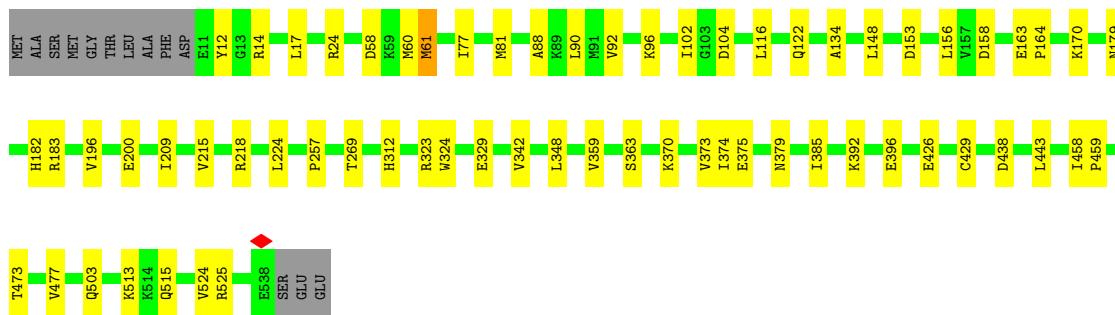 MET ALA SER MET GLY THR LEU ALA PHE ASP E11 Y12 G13 R14 L17 R24 D58 K59 M60 M61 I77 M81 A88 K89 L90 M91 V92 K96 I102 G103 D104 L116 Q122 A134 L148 D153 L156 V157 D158 E163 P164 K170
H182 R183 V196 E200 I209 V215 R218 L224 P257 T269 H312 R323 W324 E329 V342 L348 V359 S363 K370 V373 I374 E375 N379 I385 K392 E396 E426 C429 D438 L443 I458 P459
T473 V477 Q503 K513 K514 Q515 V524 R525 E538 SER GLU GLU